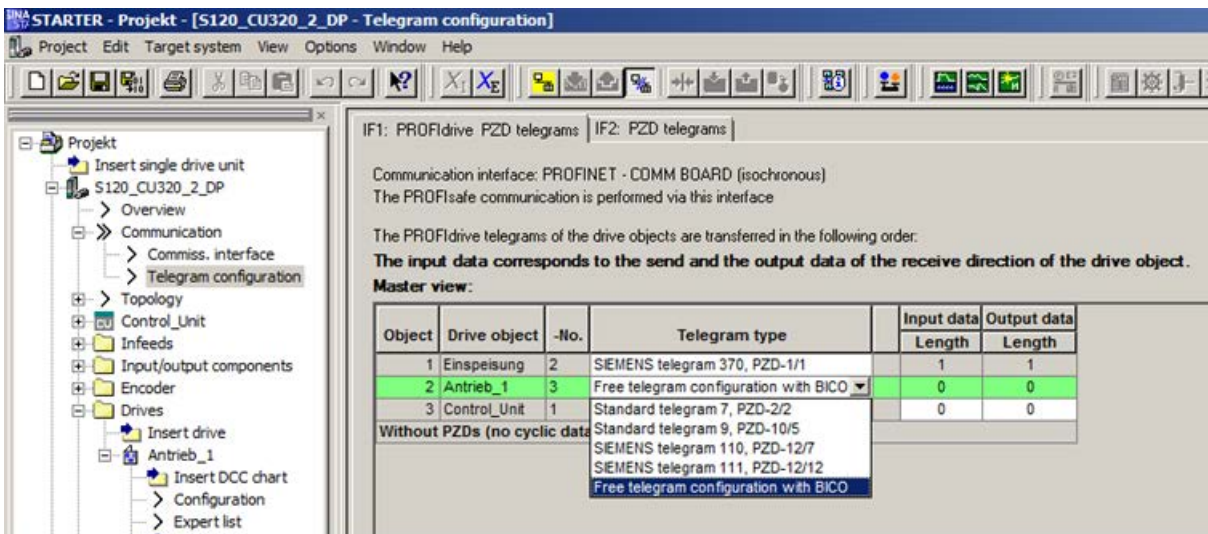 STARTER - Projekt - [S120_CU320_2_DP - Telegram configuration]
Project Edit Target system View Options Window Help
Projekt
Insert single drive unit
S120_CU320_2_DP
Overview
Communication
Commiss. interface
Telegram configuration
Topology
Control_Unit
Infeeds
Input/output components
Encoder
Drives
Insert drive
Antrieb_1
Insert DCC chart
Configuration
Expert list
IF1: PROFIdrive PZD telegrams IF2: PZD telegrams
Communication interface: PROFINET - COMM BOARD (isochronous)
The PROFIsafe communication is performed via this interface
The PROFIdrive telegrams of the drive objects are transferred in the following order:
The input data corresponds to the send and the output data of the receive direction of the drive object.
Master view:
Object Drive object -No. Telegram type Input data Output data
Length Length
1 Einspeisung 2 SIEMENS telegram 370, PZD-1/1 1 1
2 Antrieb_1 3 Free telegram configuration with BICO 0 0
3 Control_Unit 1 Standard telegram 7, PZD-2/2 0 0
Without PZDs (no cyclic data Standard telegram 9, PZD-10/5
SIEMENS telegram 110, PZD-12/7
SIEMENS telegram 111, PZD-12/12
Free telegram configuration with BICO